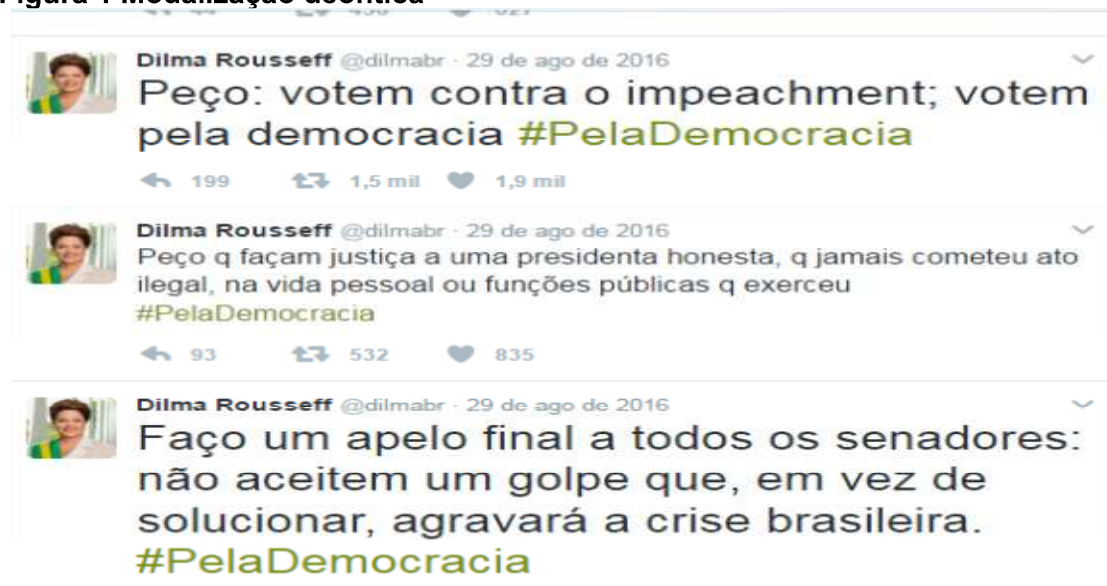 Figura 1 Modalização deôntica
Dilma Rousseff @dilmabr · 29 de ago de 2016
Peço: votem contra o impeachment; votem
pela democracia #PelaDemocracia
199 1,5 mil 1,9 mil
Dilma Rousseff @dilmabr · 29 de ago de 2016
Peço q façam justiça a uma presidenta honesta, q jamais cometeu ato
ilegal, na vida pessoal ou funções públicas q exerceu
#PelaDemocracia
93 532 835
Dilma Rousseff @dilmabr · 29 de ago de 2016
Faço um apelo final a todos os senadores:
não aceitem um golpe que, em vez de
solucionar, agravará a crise brasileira.
#PelaDemocracia